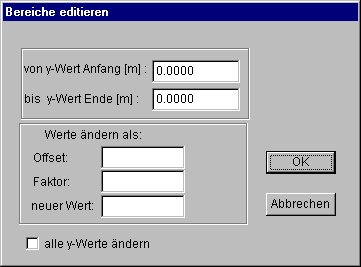 Bereiche editieren
von y-Wert Anfang [m] : 0.0000
bis y-Wert Ende [m] : 0.0000
Werte ändern als:
Offset:
Faktor:
neuer Wert:
OK
Abbrechen
alle y-Werte ändern